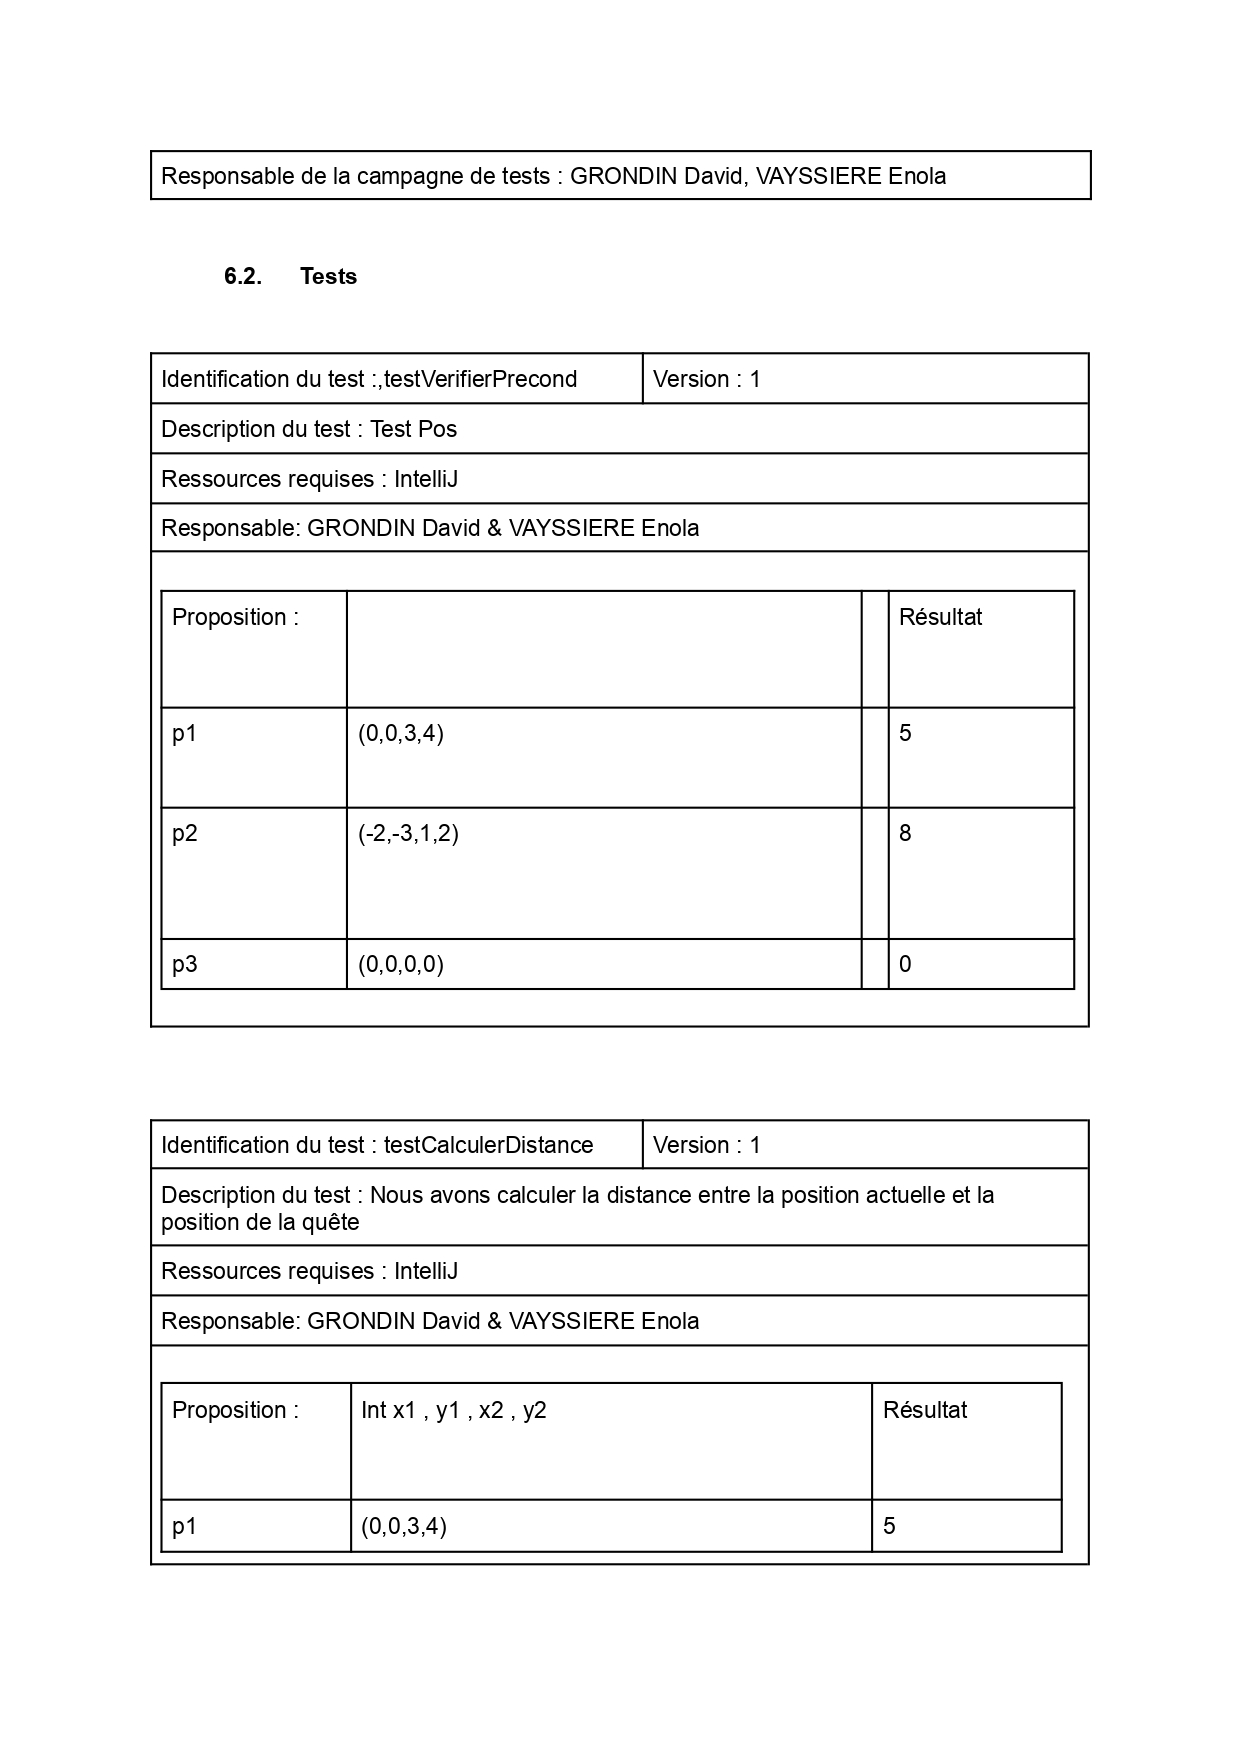 Responsable de la campagne de tests : GRONDIN David, VAYSSIERE Enola
6.2. Tests
Identification du test :,testVerifierPrecond Version : 1
Description du test : Test Pos
Ressources requises : IntelliJ
Responsable: GRONDIN David & VAYSSIERE Enola
Proposition : Résultat
p1 (0,0,3,4) 5
p2 (-2,-3,1,2) 8
p3 (0,0,0,0) 0
Identification du test : testCalculerDistance Version : 1
Description du test : Nous avons calculer la distance entre la position actuelle et la
position de la quête
Ressources requises : IntelliJ
Responsable: GRONDIN David & VAYSSIERE Enola
Proposition : Int x1 , y1 , x2 , y2 Résultat
p1 (0,0,3,4) 5